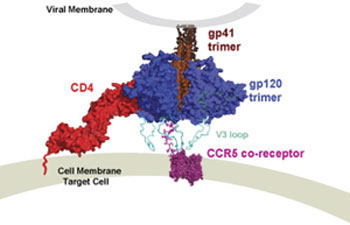 Viral Membrane
gp41
trimer
CD4
gp120
trimer
V3 loop
CCR5 co-receptor
Cell Membrane
Target Cell